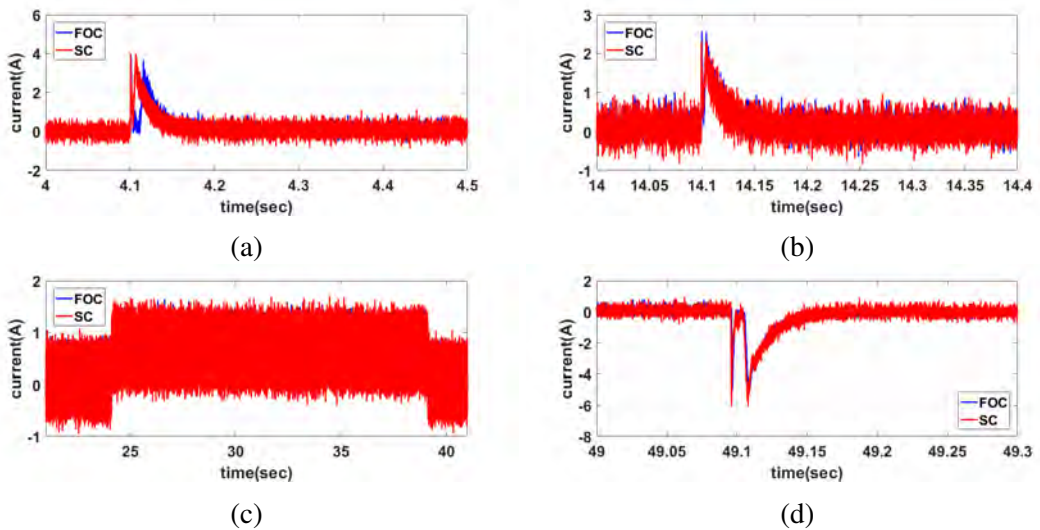 6
4
2
0
-2
current(A)
FOC
SC
4 4.1 4.2 4.3 4.4 4.5
time(sec)
(a)
3
2
1
0
-1
current(A)
FOC
SC
14 14.05 14.1 14.15 14.2 14.25 14.3 14.35 14.4
time(sec)
(b)
2
1
0
-1
current(A)
FOC
SC
25 30 35 40
time(sec)
(c)
2
0
-2
-4
-6
-8
current(A)
FOC
SC
49 49.05 49.1 49.15 49.2 49.25 49.3
time(sec)
(d)